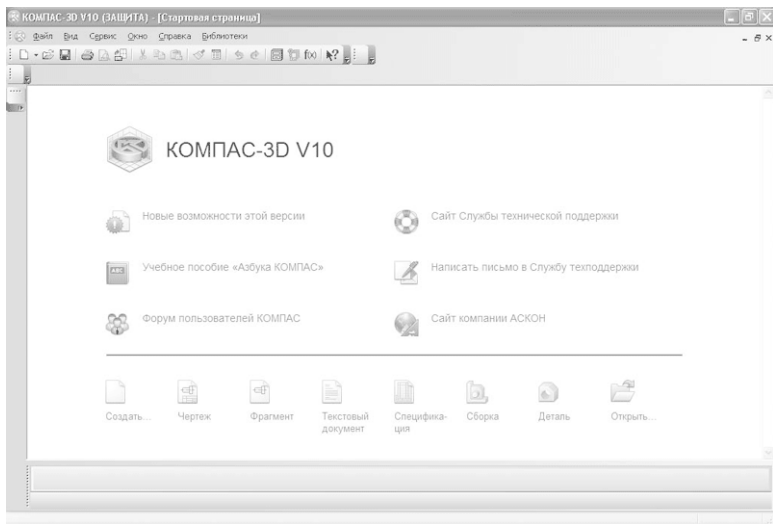 КОМПАС-3D V10 (ЗАЩИТА) - [Стартовая страница]
Файл Вид Сервис Окно Справка Библиотеки
f(x)
КОМПАС-3D V10
Новые возможности этой версии
Сайт Службы технической поддержки
ABC
Учебное пособие «Азбука КОМПАС»
Написать письмо в Службу техподдержки
Форум пользователей КОМПАС
Сайт компании АСКОН
Создать... Чертеж Фрагмент Текстовый Специфика- Сборка Деталь Открыть...
документ ция